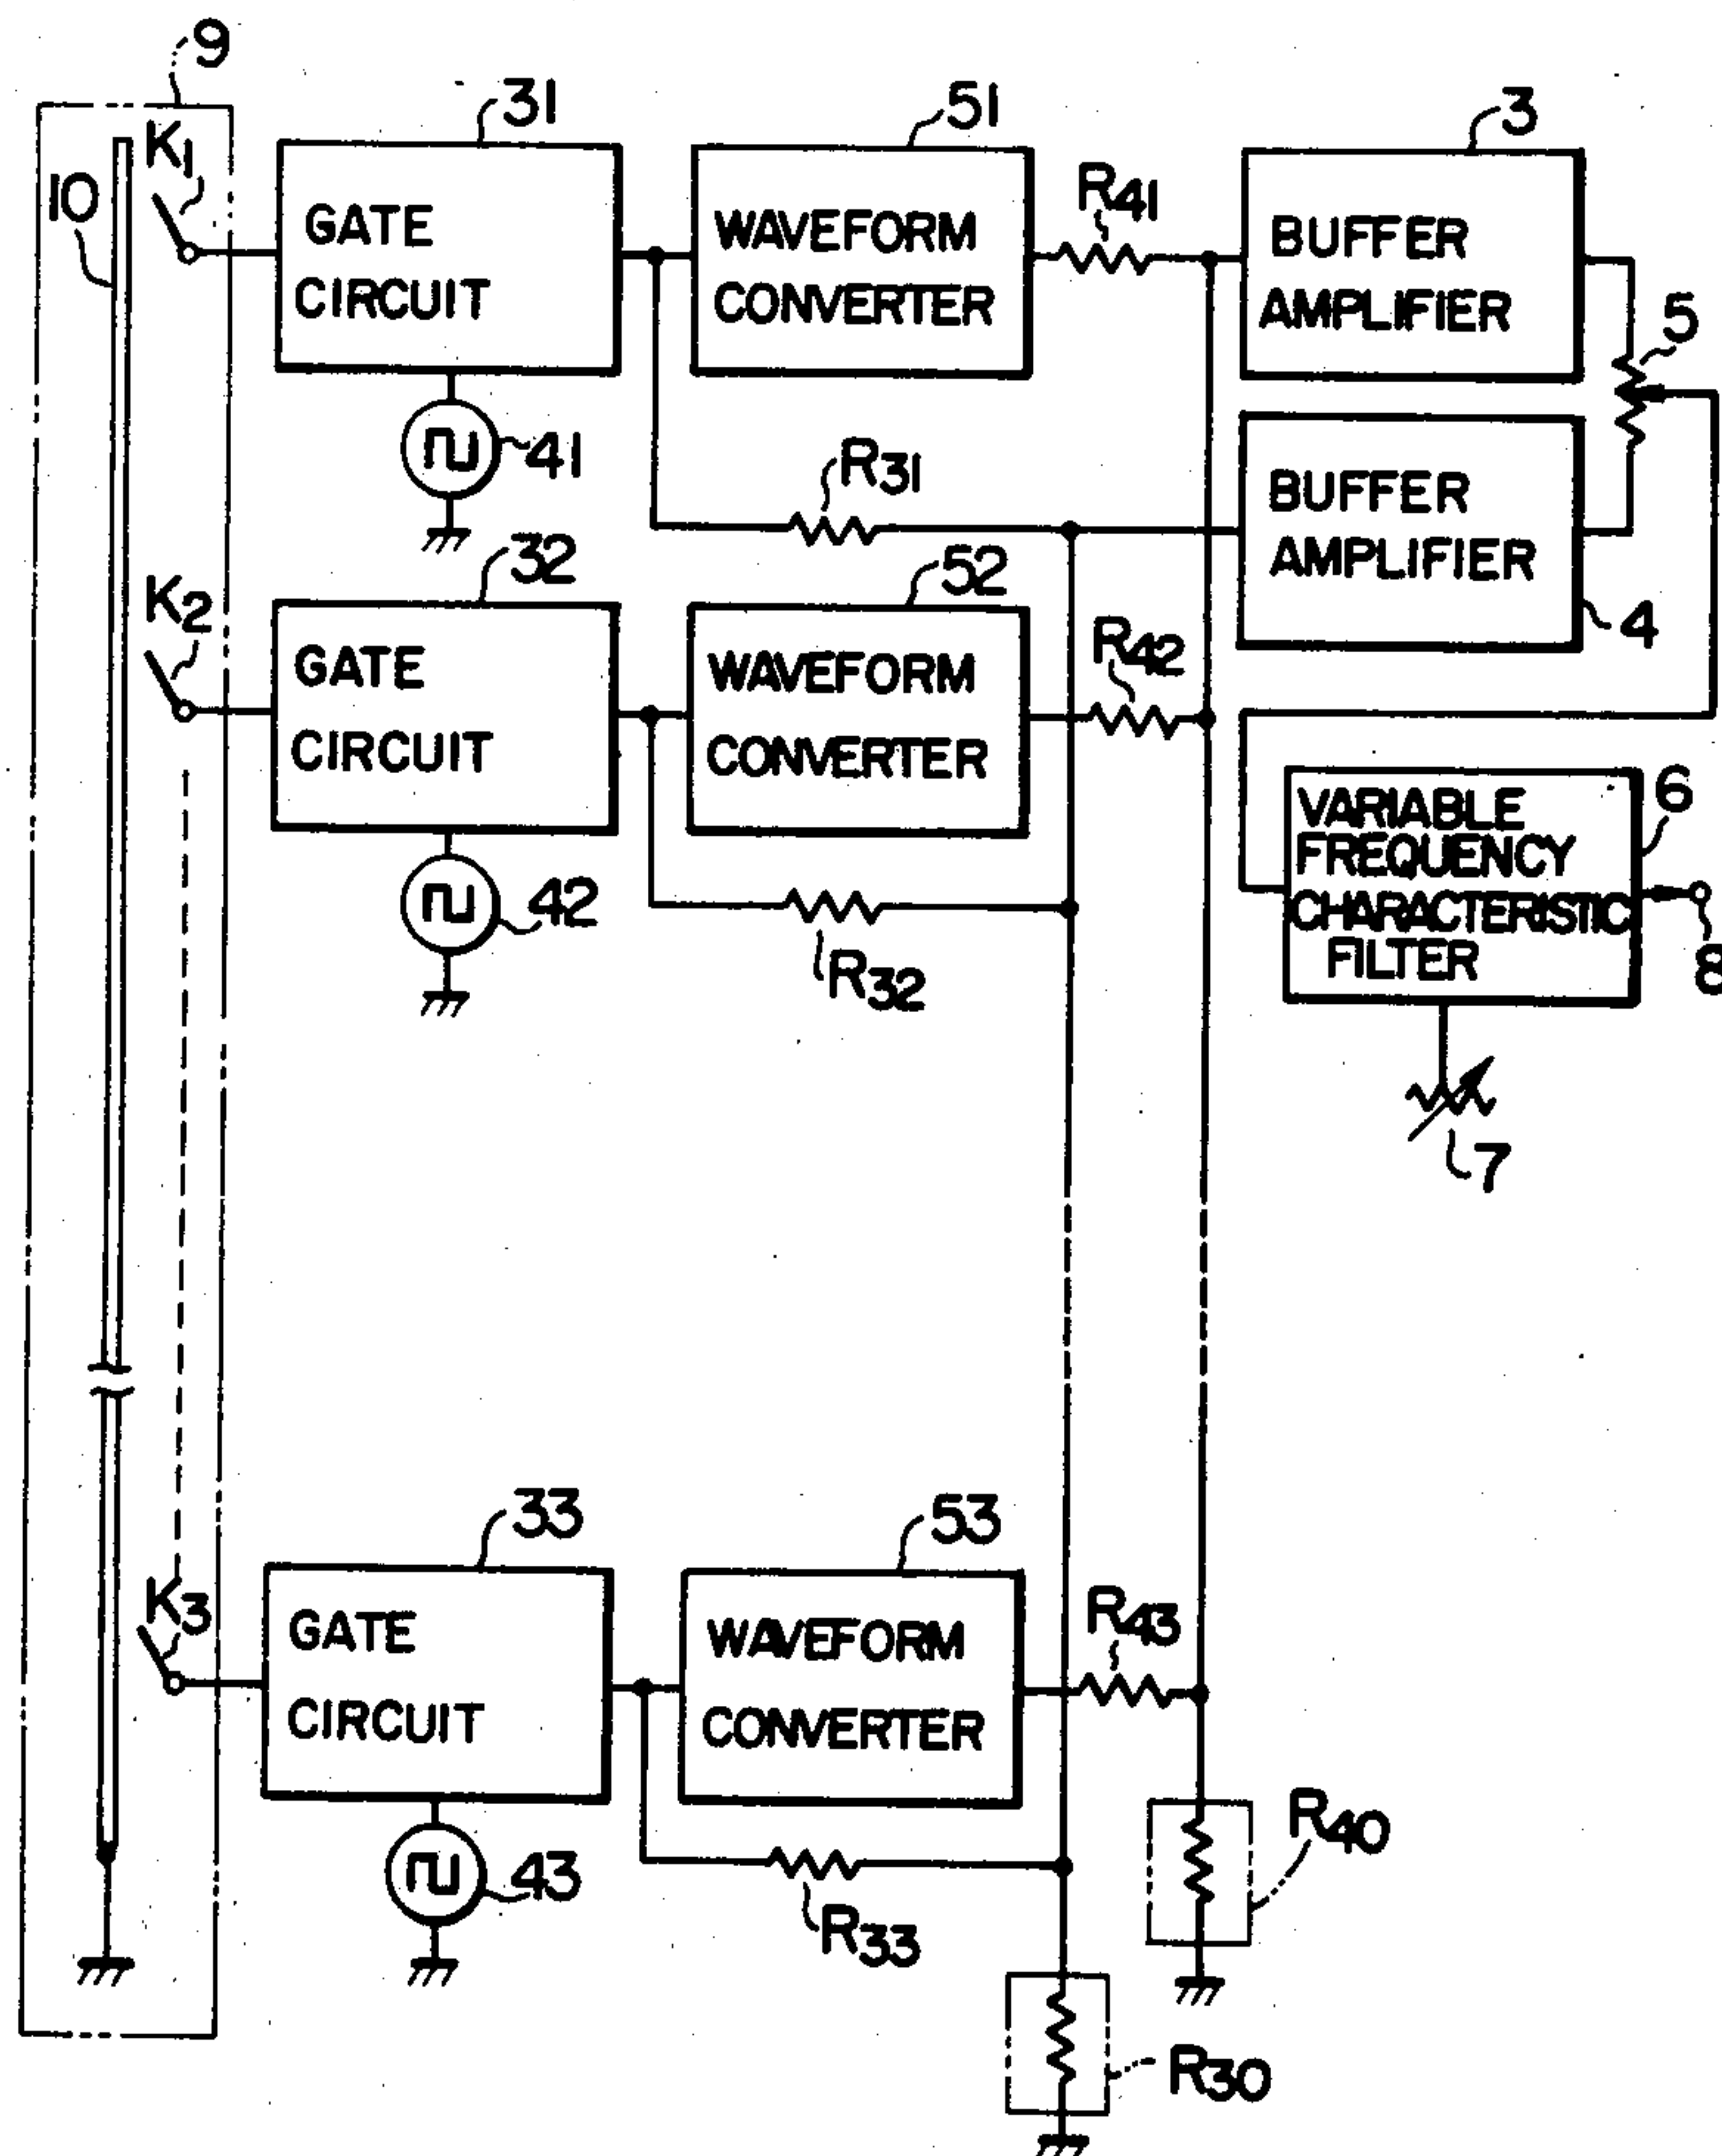 9
31
51
3
K1
10
GATE
CIRCUIT
WAVEFORM
CONVERTER
R41
BUFFER
AMPLIFIER
5
41
R31
BUFFER
AMPLIFIER
4
K2
32
52
GATE
CIRCUIT
WAVEFORM
CONVERTER
R42
42
R32
VARIABLE
FREQUENCY
CHARACTERISTIC
FILTER
6
8
7
33
53
K3
GATE
CIRCUIT
WAVEFORM
CONVERTER
R43
43
R33
R40
R30